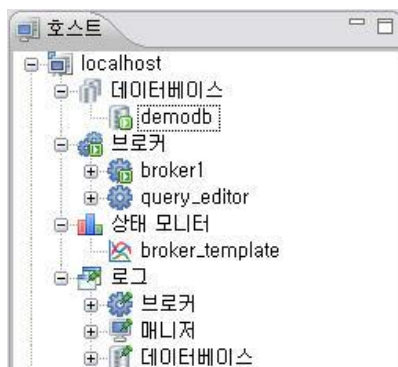 호스트
localhost
데이터베이스
demodb
브로커
broker1
query_editor
상태 모니터
broker_template
로그
브로커
매니저
데이터베이스